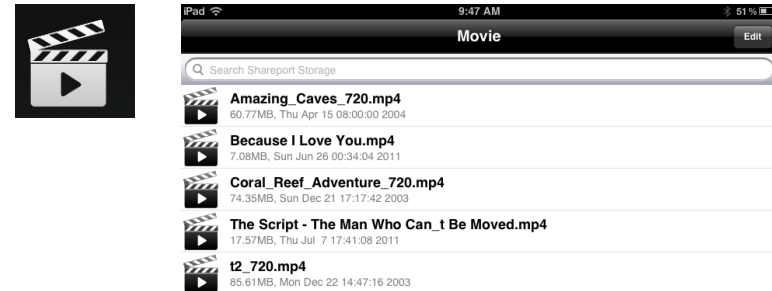 iPad 9:47 AM 51%
Movie Edit
Search Shareport Storage
Amazing_Caves_720.mp4
60.77MB, Thu Apr 15 08:00:00 2004
Because I Love You.mp4
7.08MB, Sun Jun 26 00:34:04 2011
Coral_Reef_Adventure_720.mp4
74.35MB, Sun Dec 21 17:17:42 2003
The Script - The Man Who Can_t Be Moved.mp4
17.57MB, Thu Jul  7 17:41:08 2011
t2_720.mp4
85.61MB, Mon Dec 22 14:47:16 2003